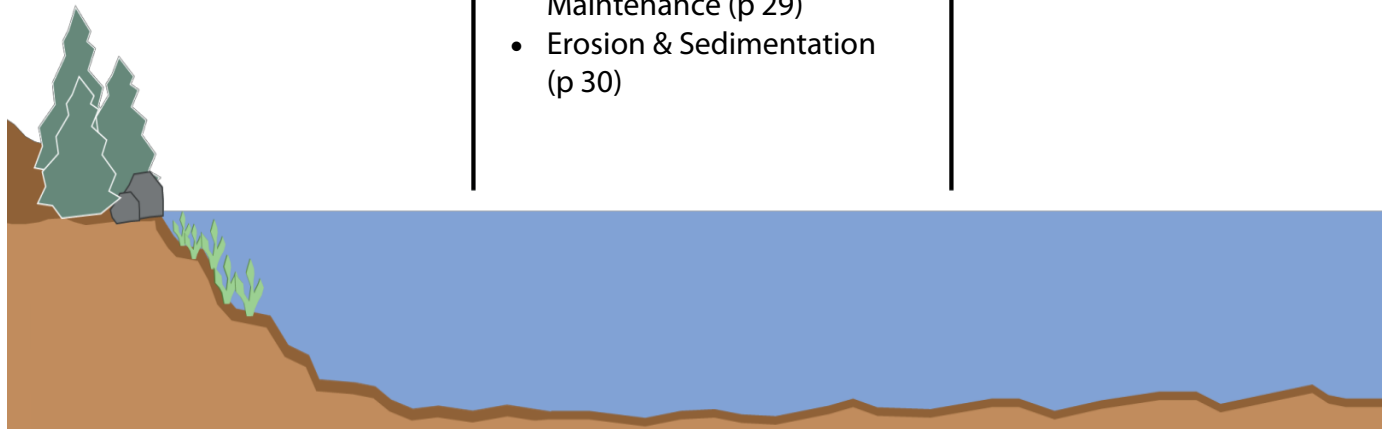 Maintenance (p 29)
• Erosion & Sedimentation
(p 30)